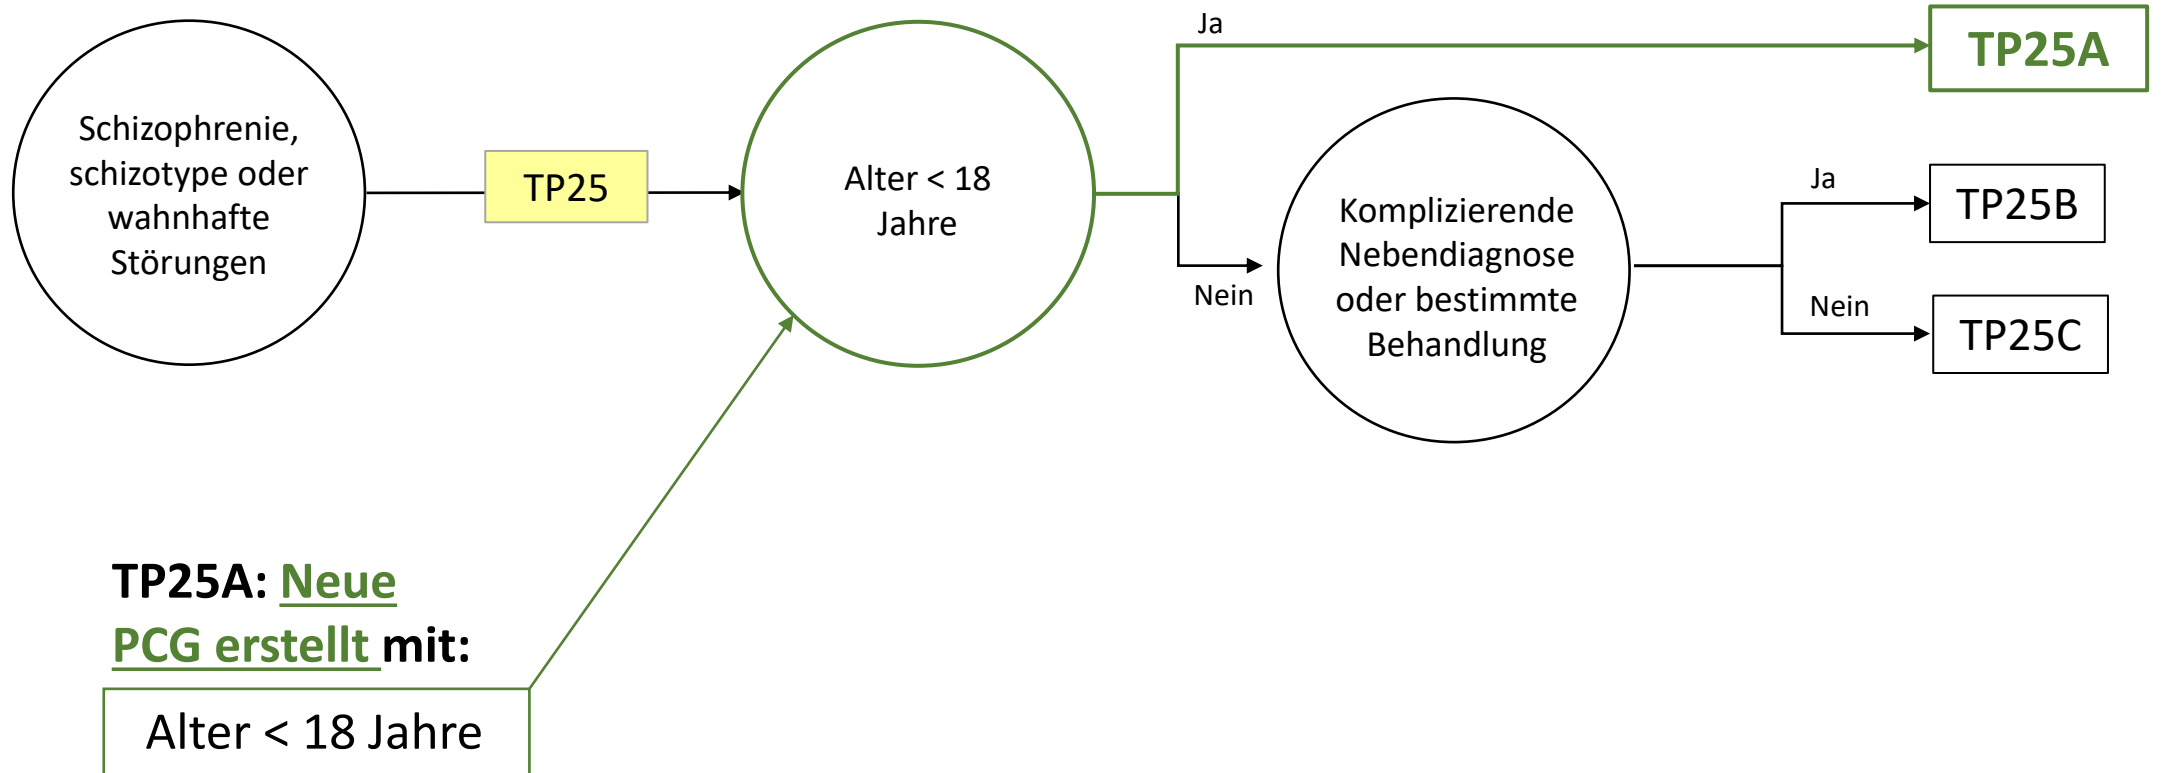 Schizophrenie,
schizotype oder
wahnhafte
Störungen
TP25
Alter < 18
Jahre
Ja
TP25A
Nein
Komplizierende
Nebendiagnose
oder bestimmte
Behandlung
Ja
TP25B
Nein
TP25C
TP25A: Neue
PCG erstellt mit:
Alter < 18 Jahre